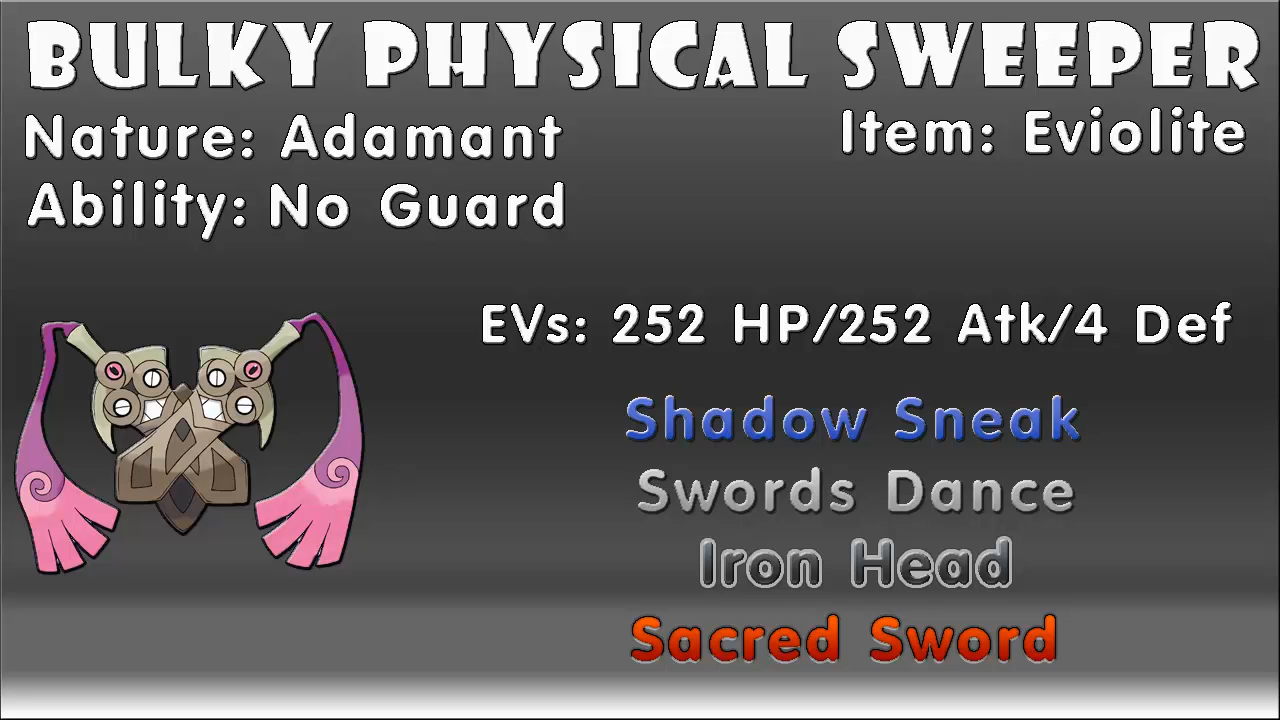 BULKY PHYSICAL SWEEPER
Nature: Adamant
Item: Eviolite
Ability: No Guard
EVs: 252 HP/252 Atk/4 Def
Shadow Sneak
Swords Dance
Iron Head
Sacred Sword